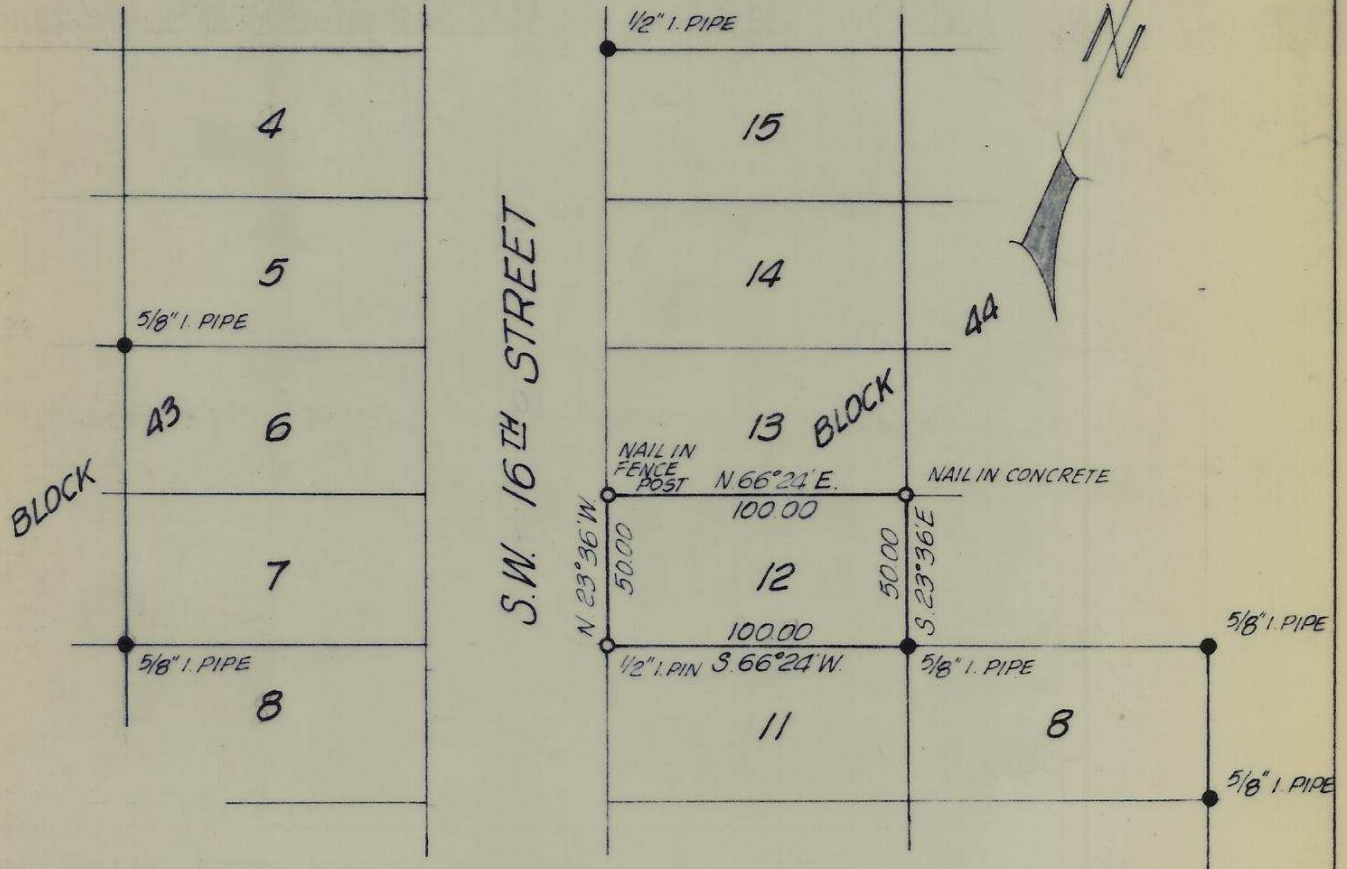 1/2" I. PIPE
N
4
15
5
14
44
5/8" I. PIPE
S.W. 16TH STREET
43
6
13
BLOCK
BLOCK
NAIL IN
FENCE
POST
N 66°24' E.
NAIL IN CONCRETE
100.00
N. 23°36' W
50.00
7
12
50.00
S. 23°36' E
100.00
5/8" I. PIPE
1/2" I. PIN
S. 66°24' W.
5/8" I. PIPE
5/8" I. PIPE
8
11
8
5/8" I. PIPE